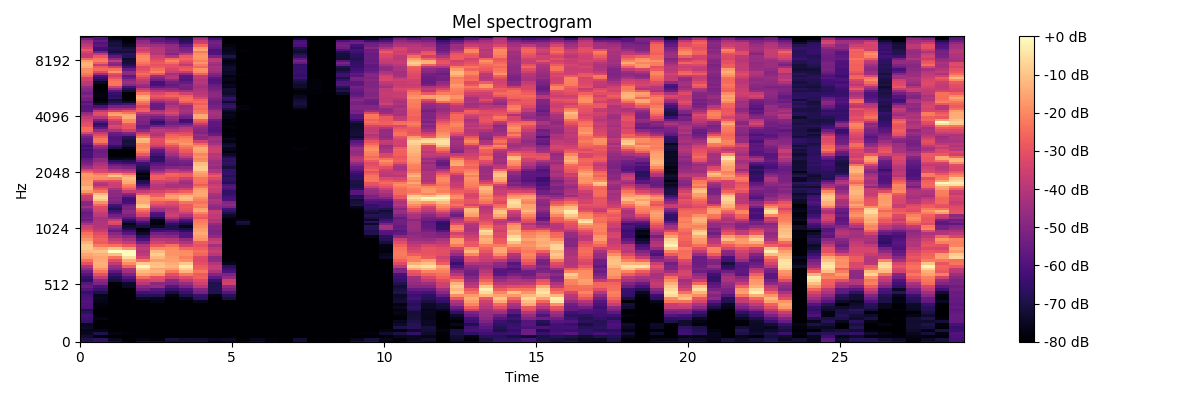 Mel spectrogram
8192
4096
2048
1024
512
0
Hz
0 5 10 15 20 25
Time
+0 dB
-10 dB
-20 dB
-30 dB
-40 dB
-50 dB
-60 dB
-70 dB
-80 dB